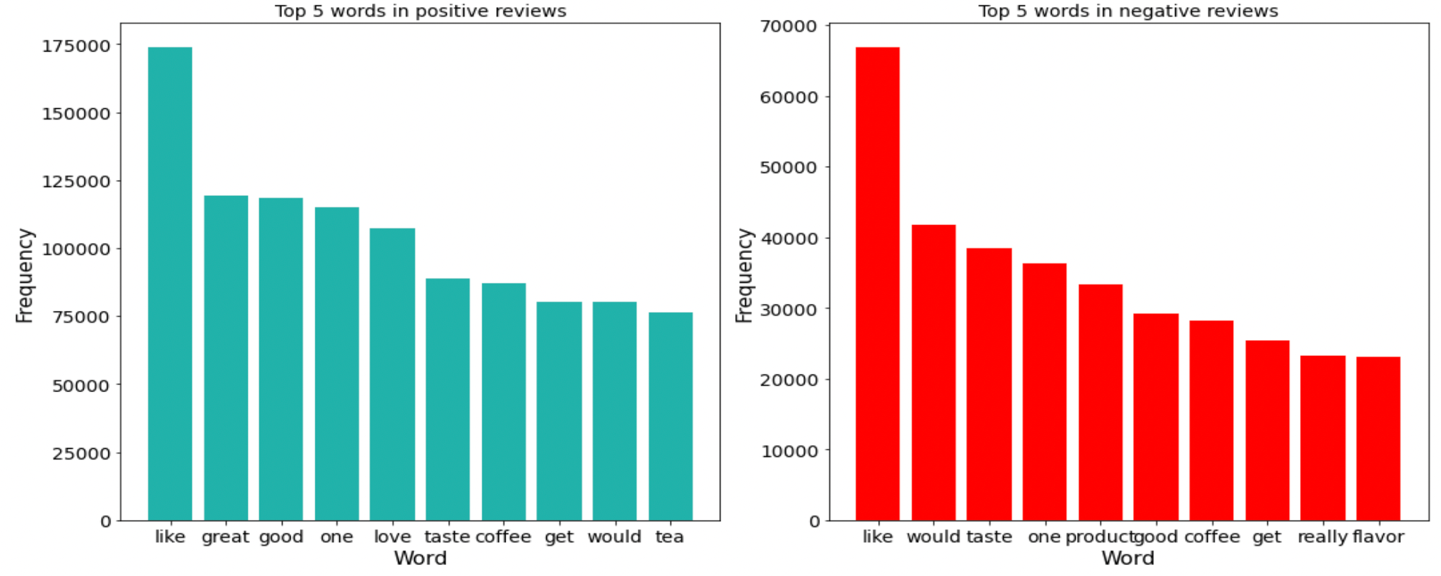 Top 5 words in positive reviews
175000
150000
125000
100000
75000
50000
25000
0
Frequency
like great good one love taste coffee get would tea
Word
Top 5 words in negative reviews
70000
60000
50000
40000
30000
20000
10000
0
Frequency
like would taste one product good coffee get really flavor
Word